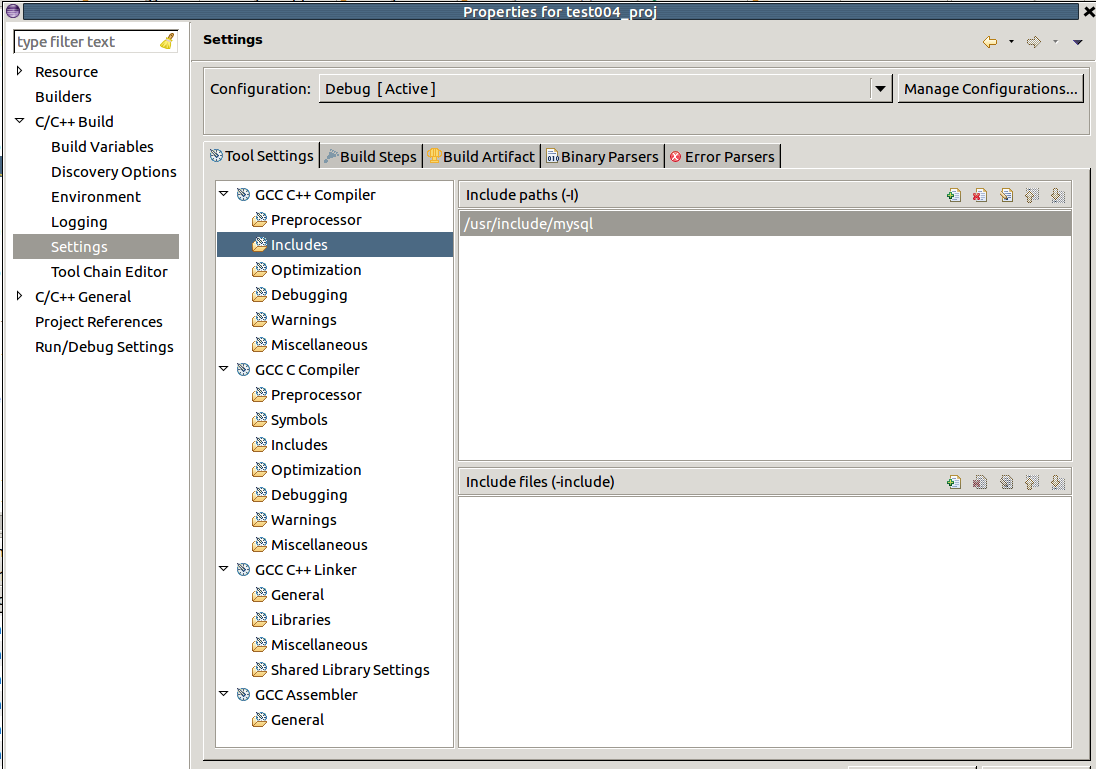 Properties for test004_proj
type filter text
Resource
Builders
C/C++ Build
Build Variables
Discovery Options
Environment
Logging
Settings
Tool Chain Editor
C/C++ General
Project References
Run/Debug Settings
Settings
Configuration: Debug [Active] Manage Configurations...
Tool Settings Build Steps Build Artifact Binary Parsers Error Parsers
GCC C++ Compiler
Preprocessor
Includes
Optimization
Debugging
Warnings
Miscellaneous
GCC C Compiler
Preprocessor
Symbols
Includes
Optimization
Debugging
Warnings
Miscellaneous
GCC C++ Linker
General
Libraries
Miscellaneous
Shared Library Settings
GCC Assembler
General
Include paths (-I)
/usr/include/mysql
Include files (-include)